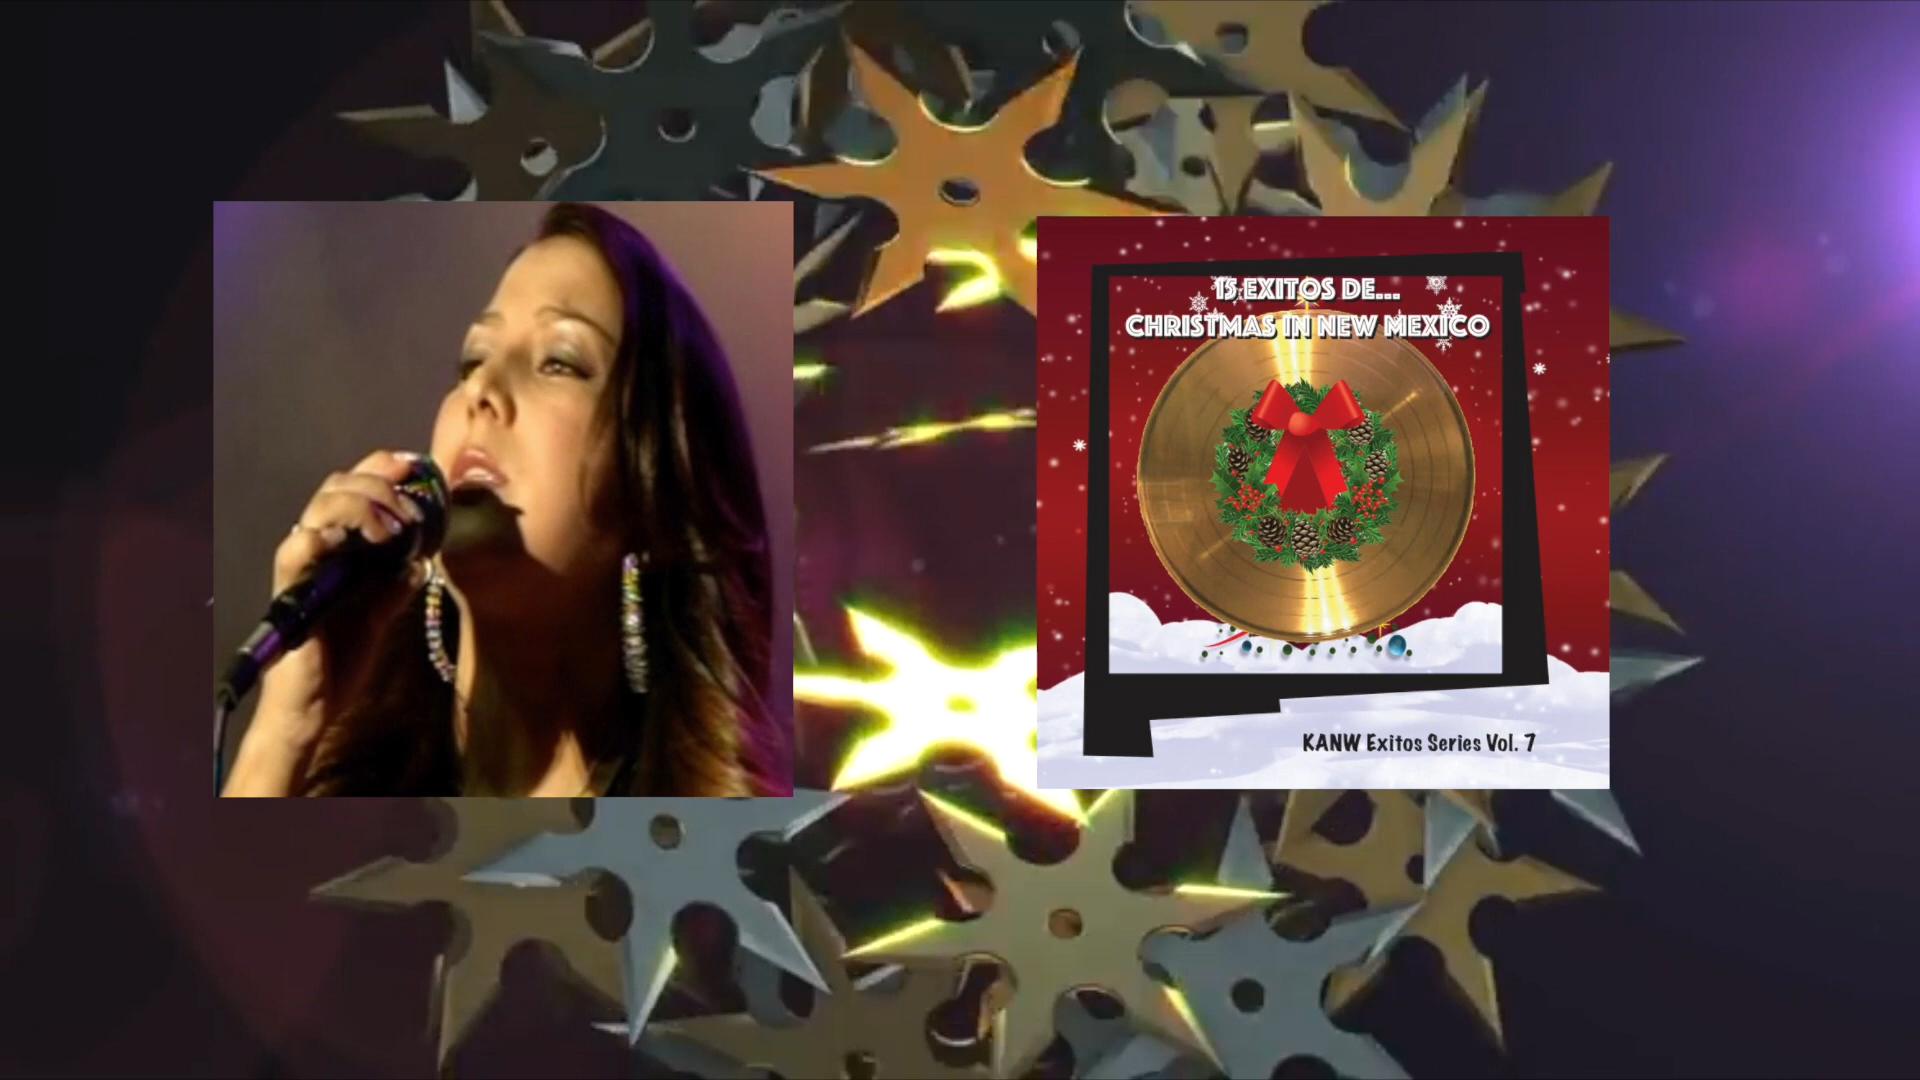 15 EXITOS DE...
CHRISTMAS IN NEW MEXICO
KANW Exitos Series Vol. 7